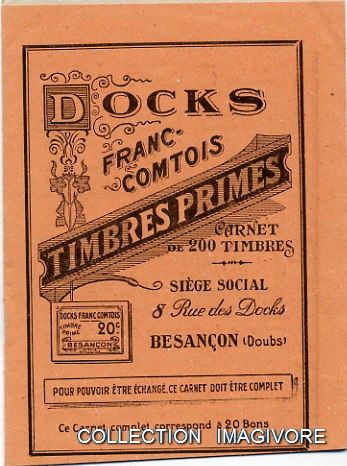 DOCKS
FRANC-
COMTOIS
TIMBRES PRIMES
CARNET
DE 200 TIMBRES
SIÈGE SOCIAL
8 Rue des Docks
BESANÇON (Doubs)
DOCKS FRANC COMTOIS
TIMBRE
PRIME
20c
BESANÇON
POUR POUVOIR ÊTRE ÉCHANGÉ, CE CARNET DOIT ÊTRE COMPLET
Ce Carnet complet correspond à 20 Bons
COLLECTION IMAGIVORE